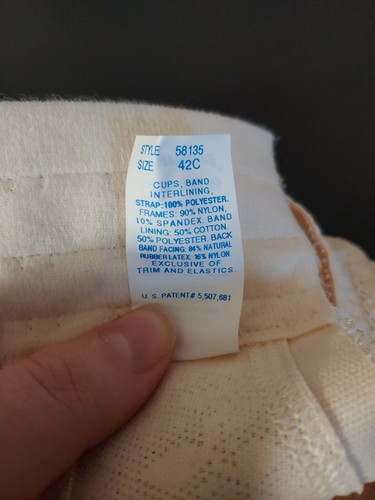 STYLE 58135
SIZE 42C
CUPS, BAND
INTERLINING,
STRAP: 100% POLYESTER.
FRAMES: 90% NYLON,
10% SPANDEX. BAND
LINING: 50% COTTON
50% POLYESTER. BACK
BAND FACING: 84% NATURAL
RUBBER LATEX: 16% NYLON.
EXCLUSIVE OF
TRIM AND ELASTICS.
U.S. PATENT# 5,507,681